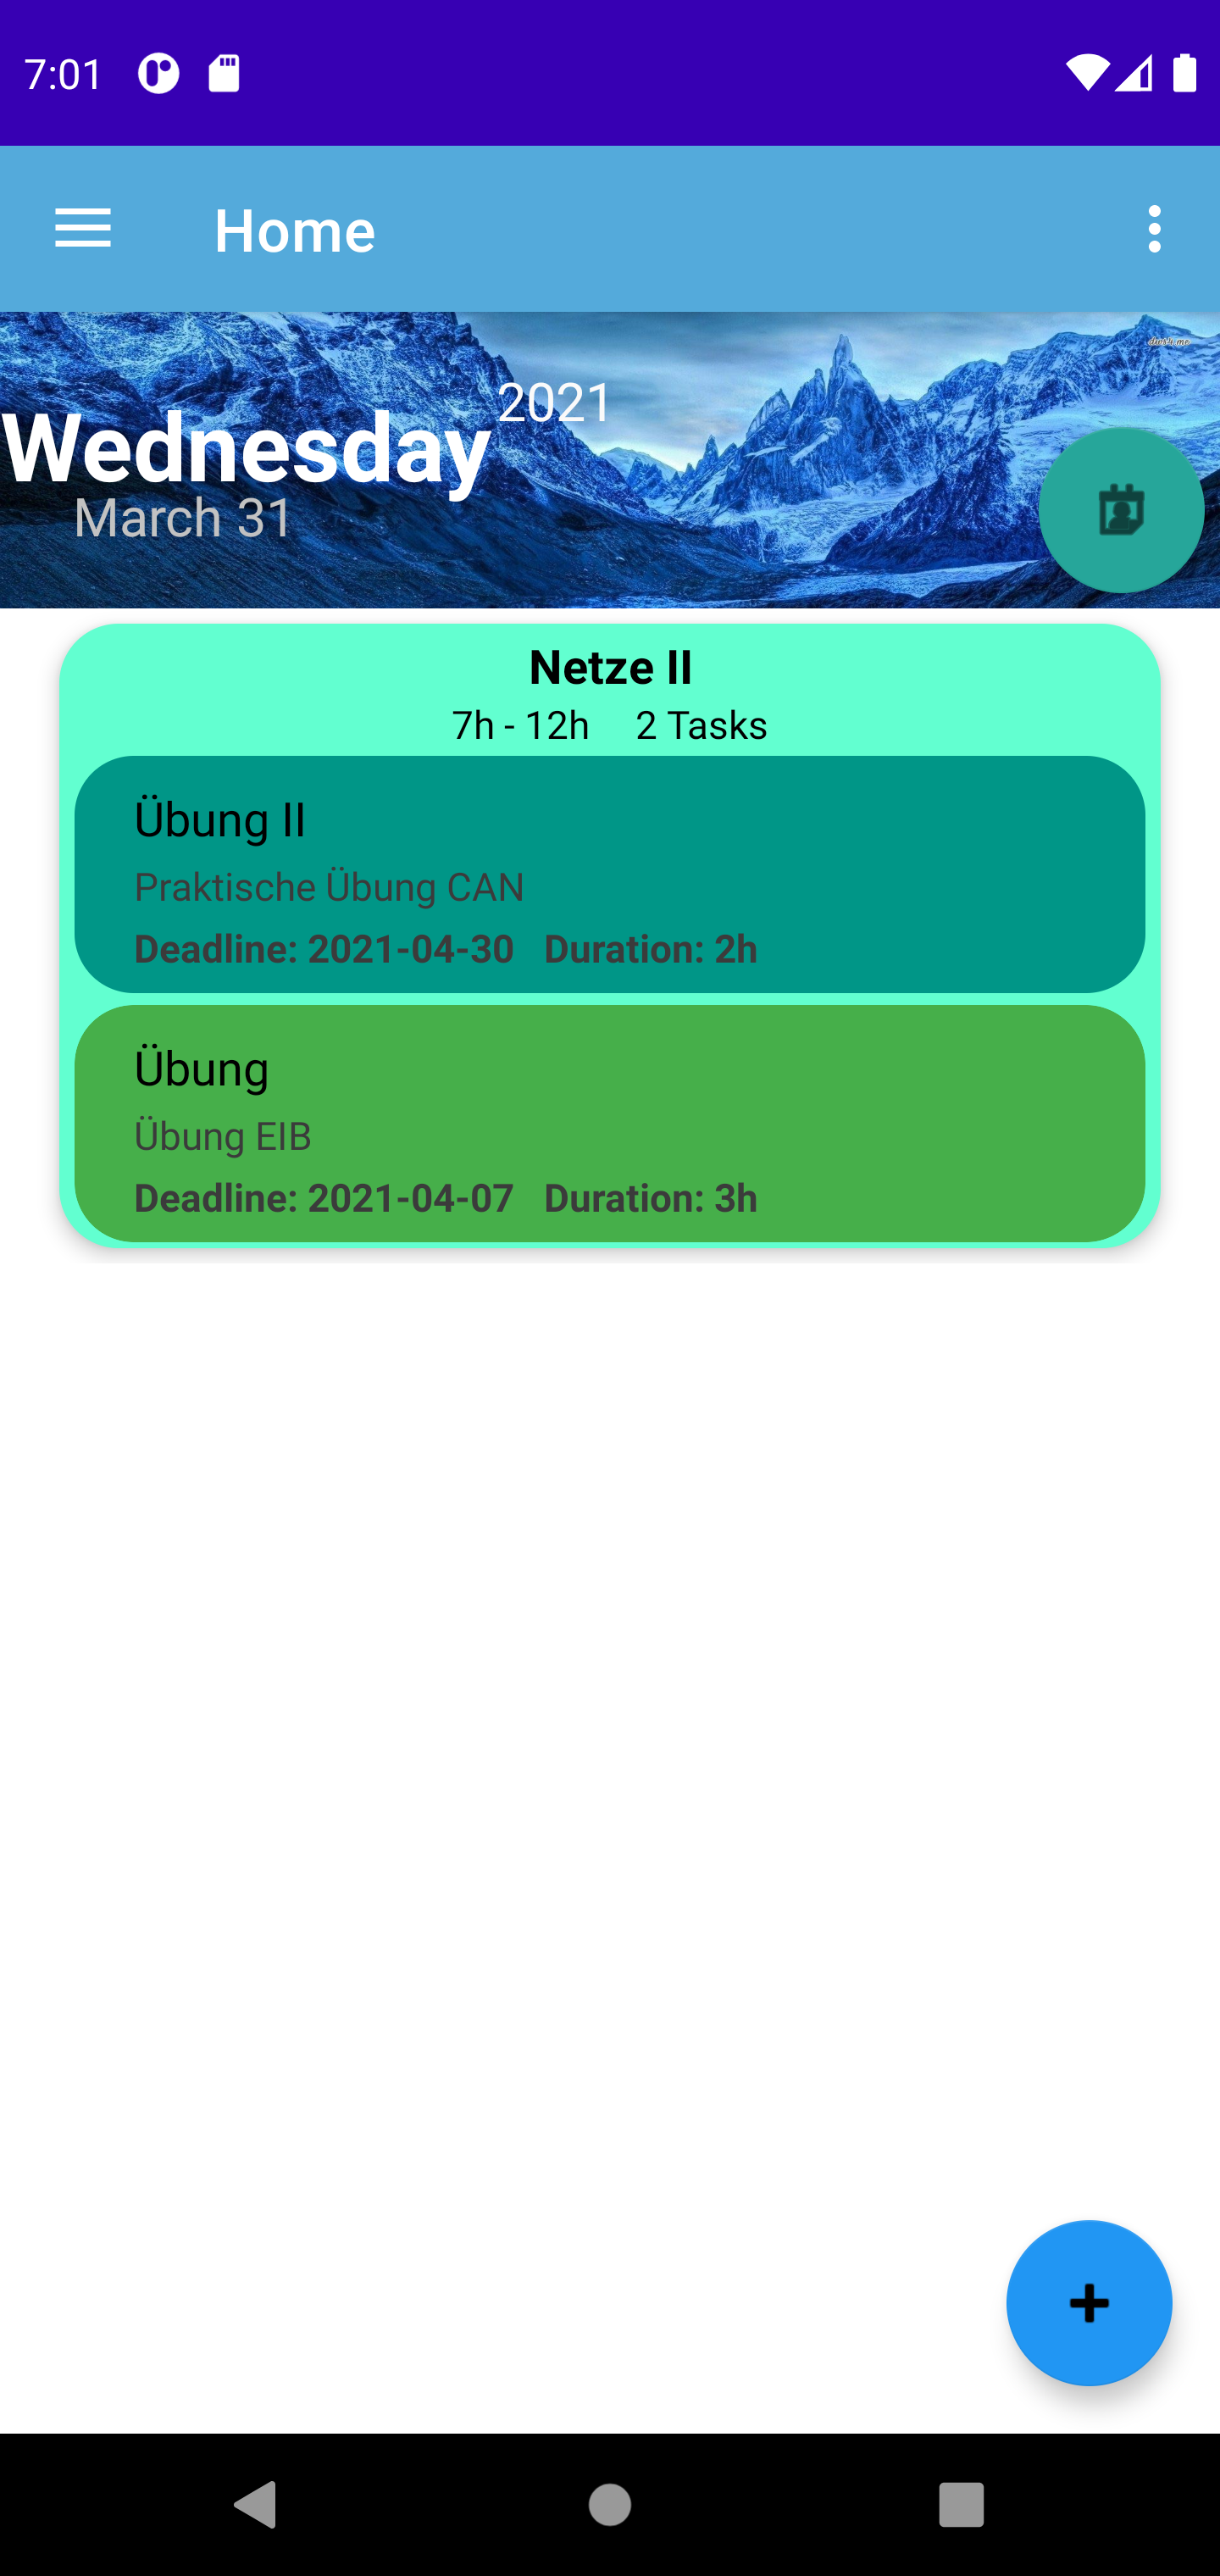 7:01
Home
2021
Wednesday
March 31
Netze II
7h - 12h 2 Tasks
Übung II
Praktische Übung CAN
Deadline: 2021-04-30 Duration: 2h
Übung
Übung EIB
Deadline: 2021-04-07 Duration: 3h